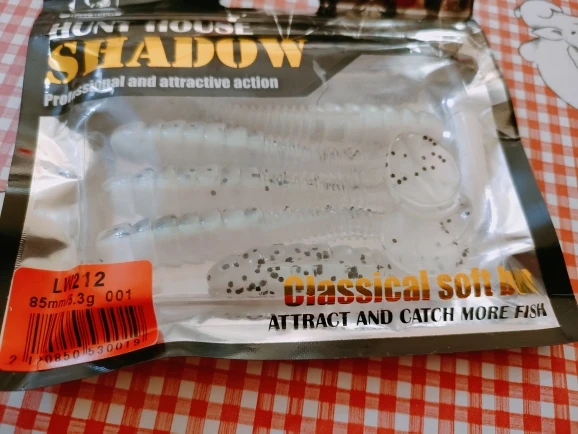 HUNT HOUSE
SHADOW
Professional and attractive action
LW212
85mm/5.3g 001
Classical soft
ATTRACT AND CATCH MORE FISH